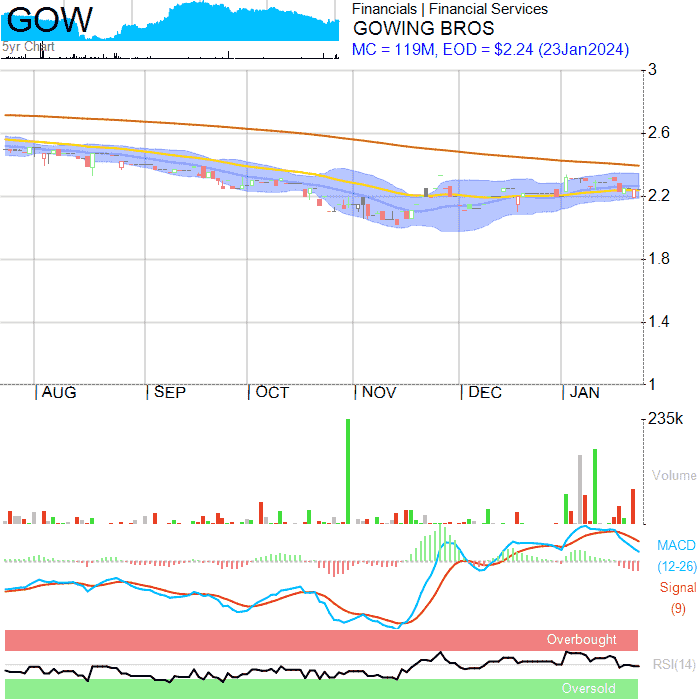 GOW
5yr Chart
Financials | Financial Services
GOWING BROS
MC = 119M, EOD = $2.24 (23Jan2024)
3
2.6
2.2
1.8
1.4
1
AUG SEP OCT NOV DEC JAN
235k
Volume
MACD
(12-26)
Signal
(9)
Overbought
RSI(14)
Oversold